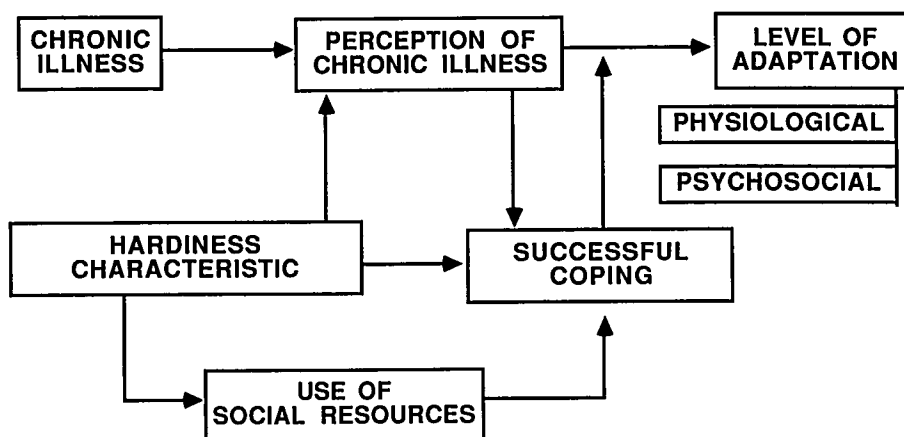 CHRONIC
ILLNESS
PERCEPTION OF
CHRONIC ILLNESS
LEVEL OF
ADAPTATION
PHYSIOLOGICAL
PSYCHOSOCIAL
HARDINESS
CHARACTERISTIC
SUCCESSFUL
COPING
USE OF
SOCIAL RESOURCES